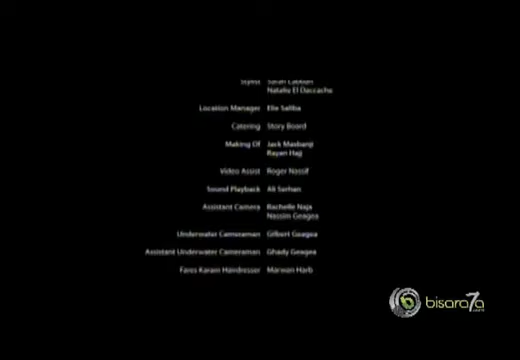 Stylist
Natalie El Daccache
Location Manager Elie Saliba
Catering Story Board
Making Of Jack Masbanji
Rayan Hajj
Video Assist Roger Nassif
Sound Playback Ali Serhan
Assistant Camera Rachelle Naja
Nassim Geagea
Underwater Cameraman Gilbert Geagea
Assistant Underwater Cameraman Ghady Geagea
Fares Karam Hairdresser Marwan Harb
bisara7a
.com